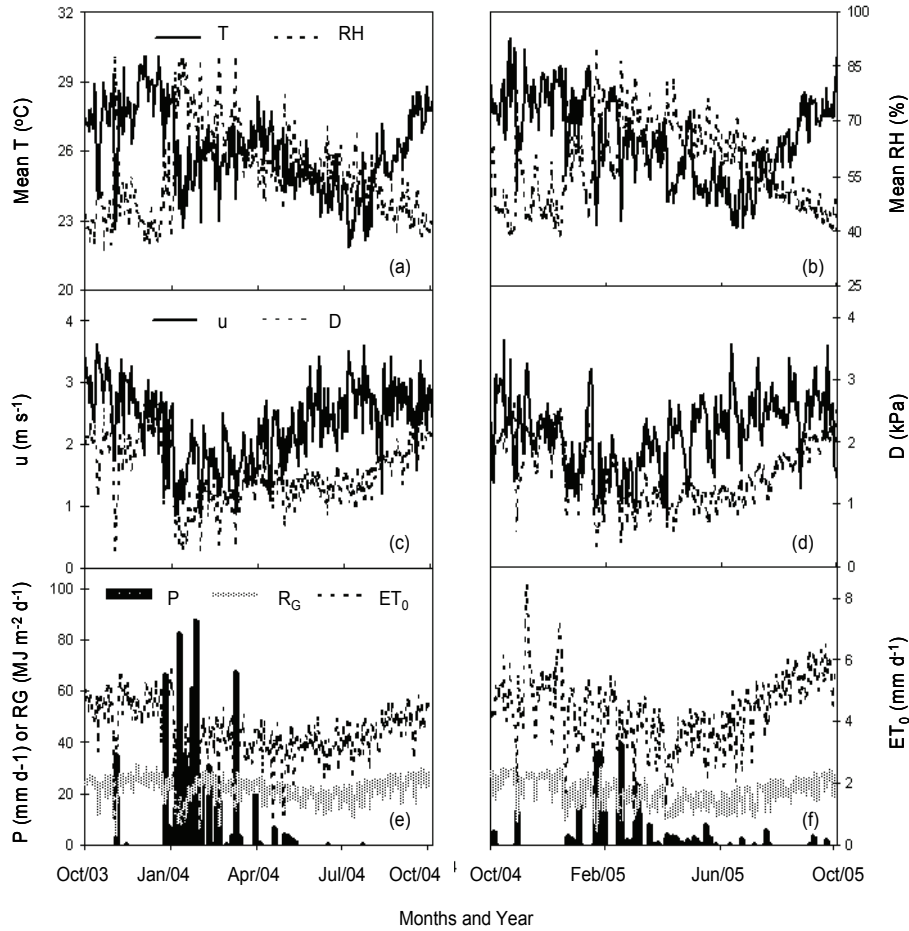 32
29
26
23
20
Mean T (ºC)
T
RH
(a)
100
85
70
55
40
25
Mean RH (%)
(b)
4
3
2
1
0
u (m s-1)
u
D
(c)
4
3
2
1
0
D (kPa)
(d)
100
80
60
40
20
0
P (mm d-1) or RG (MJ m-2 d-1)
P
RG
ET0
(e)
8
6
4
2
0
ET0 (mm d-1)
(f)
Oct/03
Jan/04
Apr/04
Jul/04
Oct/04
Oct/04
Feb/05
Jun/05
Oct/05
Months and Year